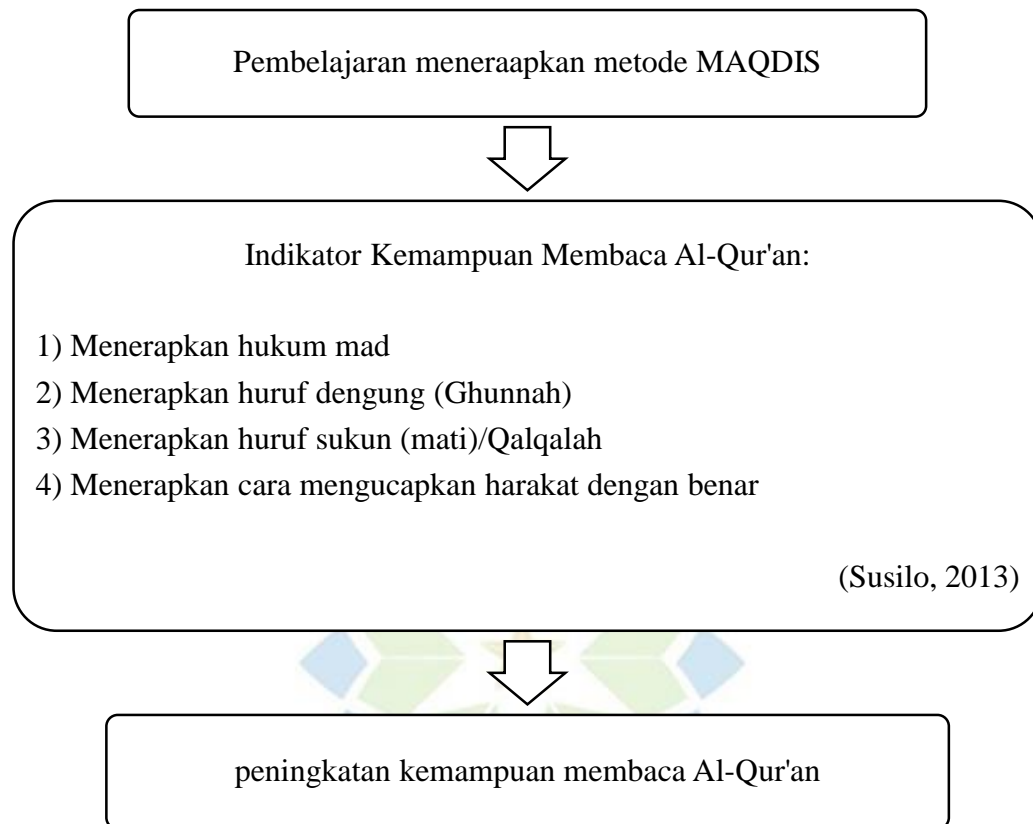 Pembelajaran meneraapkan metode MAQDIS
Indikator Kemampuan Membaca Al-Qur'an:
1) Menerapkan hukum mad
2) Menerapkan huruf dengung (Ghunnah)
3) Menerapkan huruf sukun (mati)/Qalqalah
4) Menerapkan cara mengucapkan harakat dengan benar
(Susilo, 2013)
peningkatan kemampuan membaca Al-Qur'an